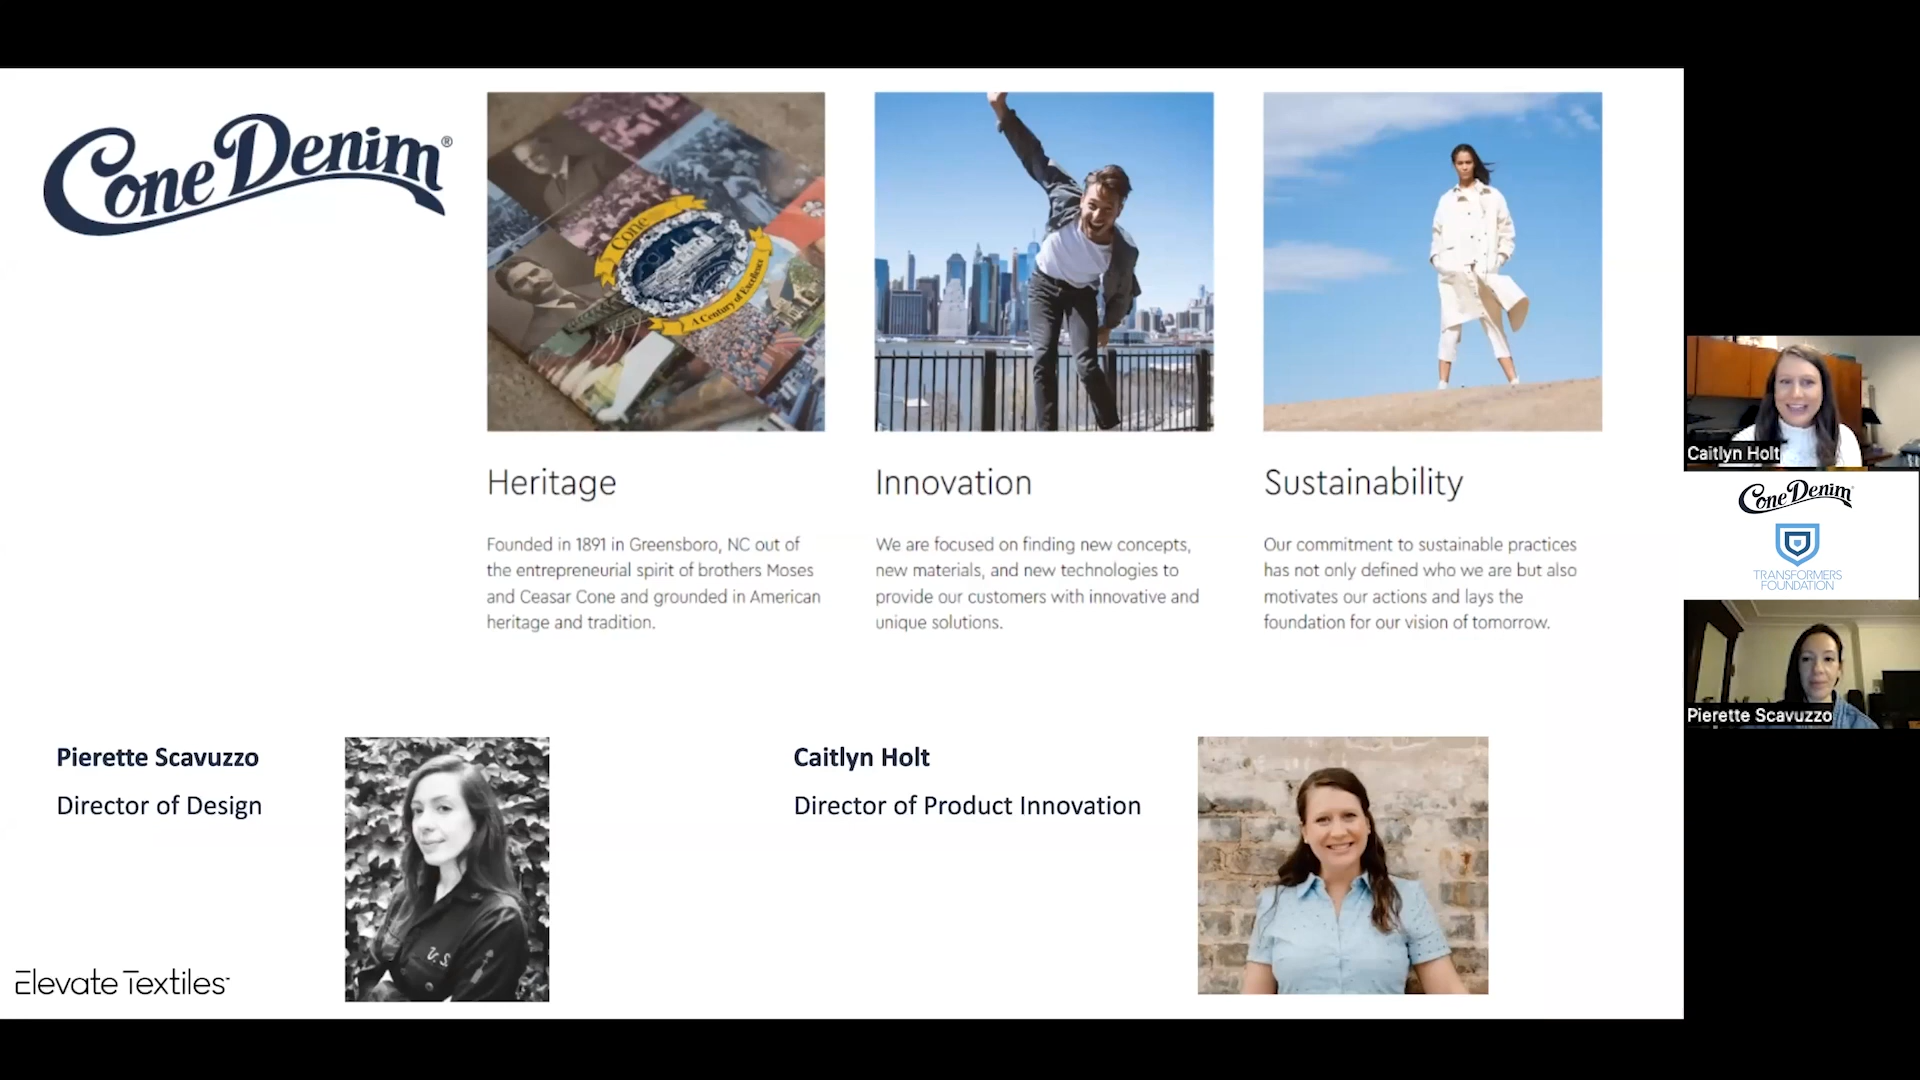 Cone Denim®
Cone
A Century of Excellence
Heritage
Founded in 1891 in Greensboro, NC out of
the entrepreneurial spirit of brothers Moses
and Ceasar Cone and grounded in American
heritage and tradition.
Innovation
We are focused on finding new concepts,
new materials, and new technologies to
provide our customers with innovative and
unique solutions.
Sustainability
Our commitment to sustainable practices
has not only defined who we are but also
motivates our actions and lays the
foundation for our vision of tomorrow.
Pierette Scavuzzo
Director of Design
U.S.
Caitlyn Holt
Director of Product Innovation
Elevate Textiles™
Caitlyn Holt
Cone Denim
TRANSFORMERS
FOUNDATION
Pierette Scavuzzo